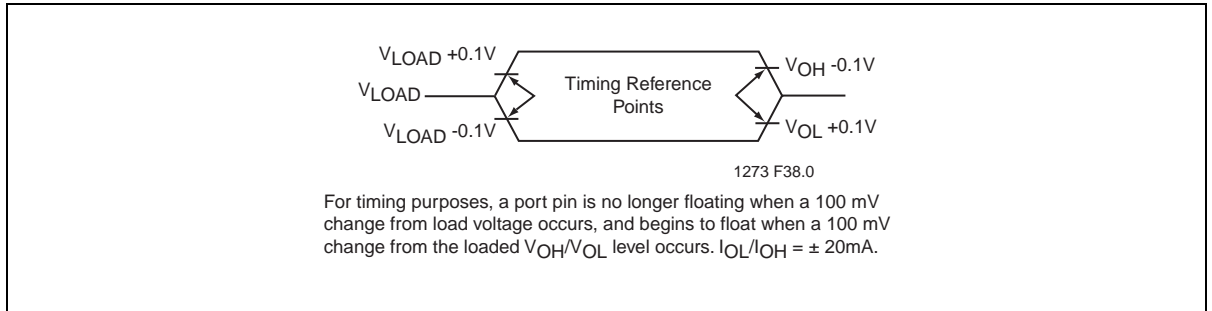 VLOAD +0.1V
VLOAD
VLOAD -0.1V
Timing Reference
Points
VOH -0.1V
VOL +0.1V
1273 F38.0
For timing purposes, a port pin is no longer floating when a 100 mV
change from load voltage occurs, and begins to float when a 100 mV
change from the loaded VOH/VOL level occurs. IOL/IOH = ± 20mA.